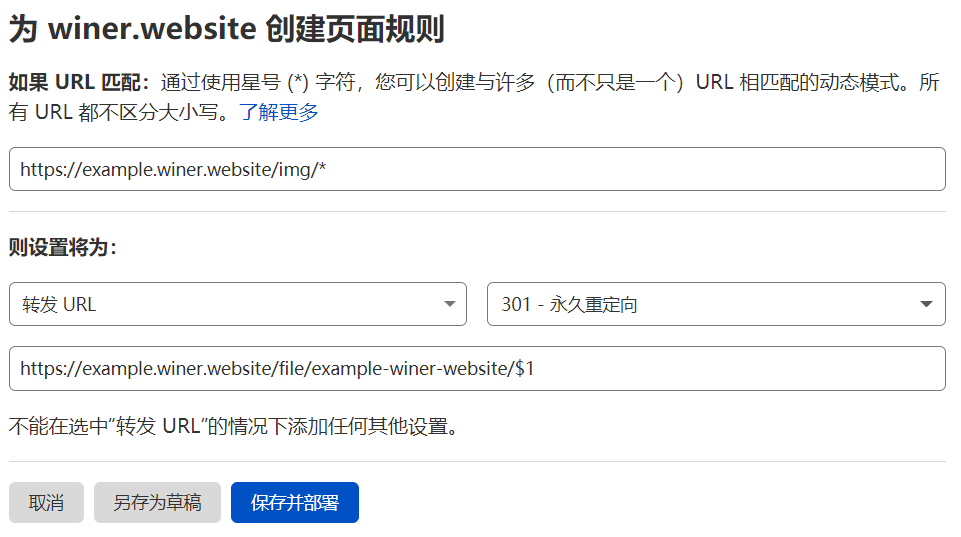 为 winer.website 创建页面规则
如果 URL 匹配：通过使用星号 (*) 字符，您可以创建与许多（而不只是一个）URL 相匹配的动态模式。所
有 URL 都不区分大小写。了解更多
https://example.winer.website/img/*
则设置将为：
转发 URL
301 - 永久重定向
https://example.winer.website/file/example-winer-website/$1
不能在选中“转发 URL”的情况下添加任何其他设置。
取消
另存为草稿
保存并部署